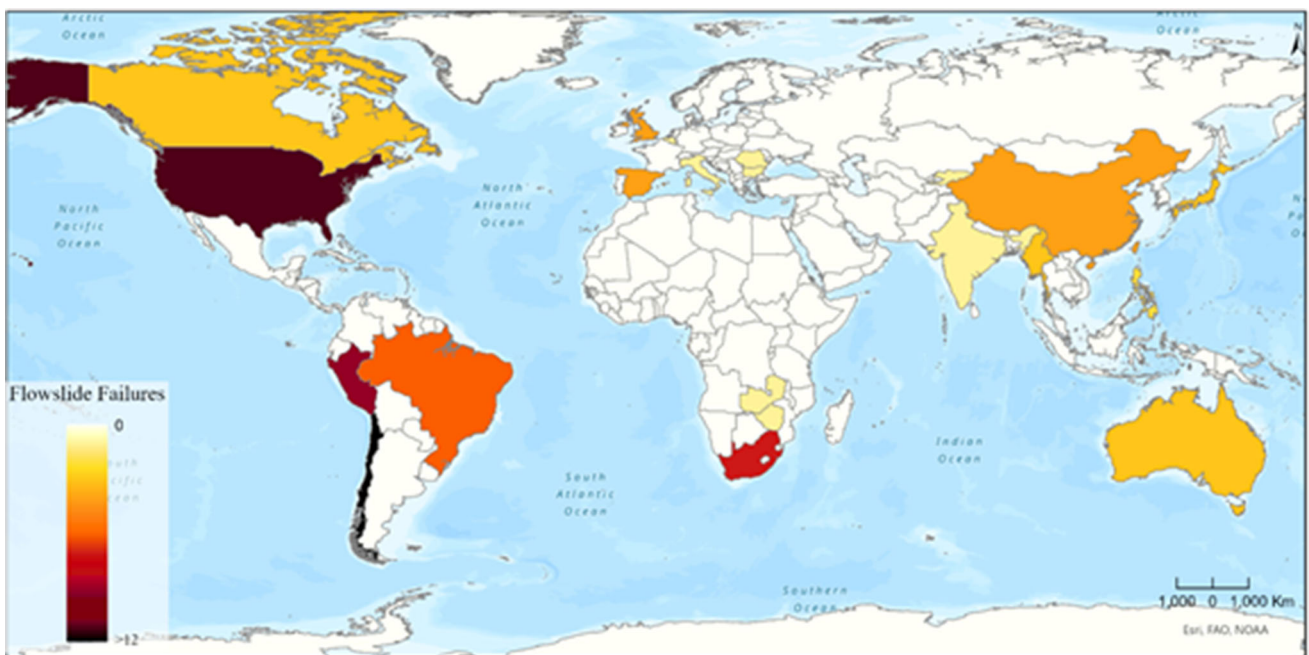 Arctic
Ocean
Arctic
Ocean
N
North
Pacific
Ocean
North
Atlantic
Ocean
N
Pa
O
Flowslide Failures
0
>12
South
Atlantic
Ocean
Indian
Ocean
Southern
Ocean
1,000 0 1,000 Km
Esri, FAO, NOAA